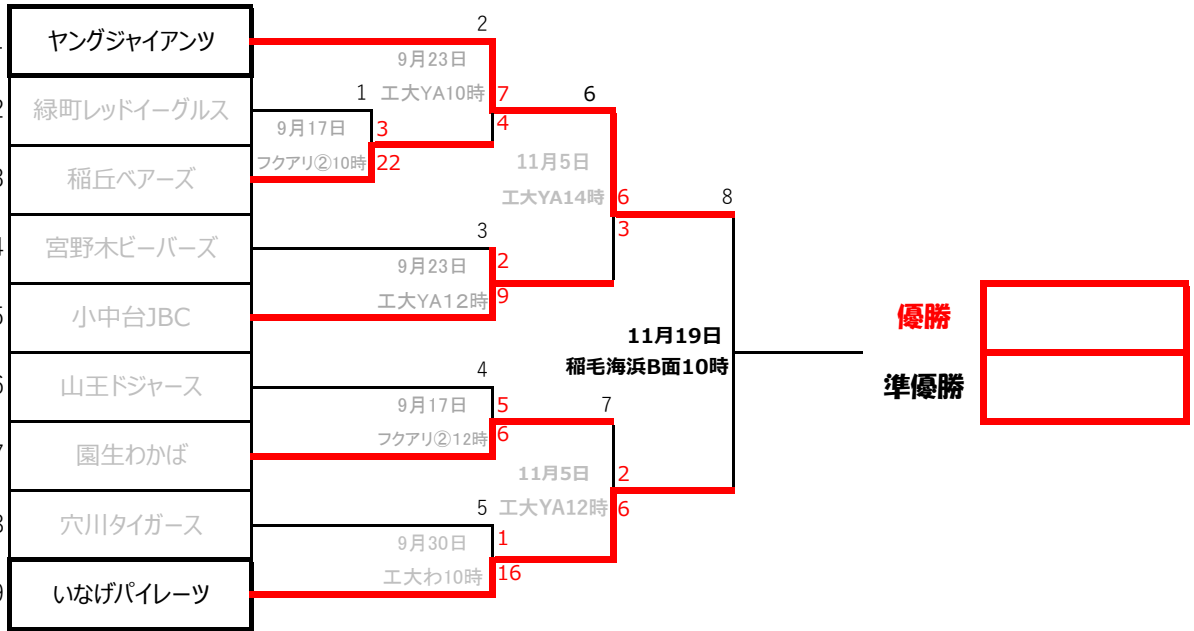 ヤングジャイアンツ
2
緑町レッドイーグルス
稲丘ベアーズ
宮野木ビーバーズ
小中台JBC
山王ドジャース
園生わかば
穴川タイガース
いなげパイレーツ
1
9月17日
フクアリ②10時
3
22
2
9月23日
工大YA10時
7
4
3
9月23日
工大YA12時
2
9
4
9月17日
フクアリ②12時
5
6
5
9月30日
工大わ10時
1
16
6
11月5日
工大YA14時
6
3
7
11月5日
工大YA12時
2
6
8
11月19日
稲毛海浜B面10時
優勝
準優勝